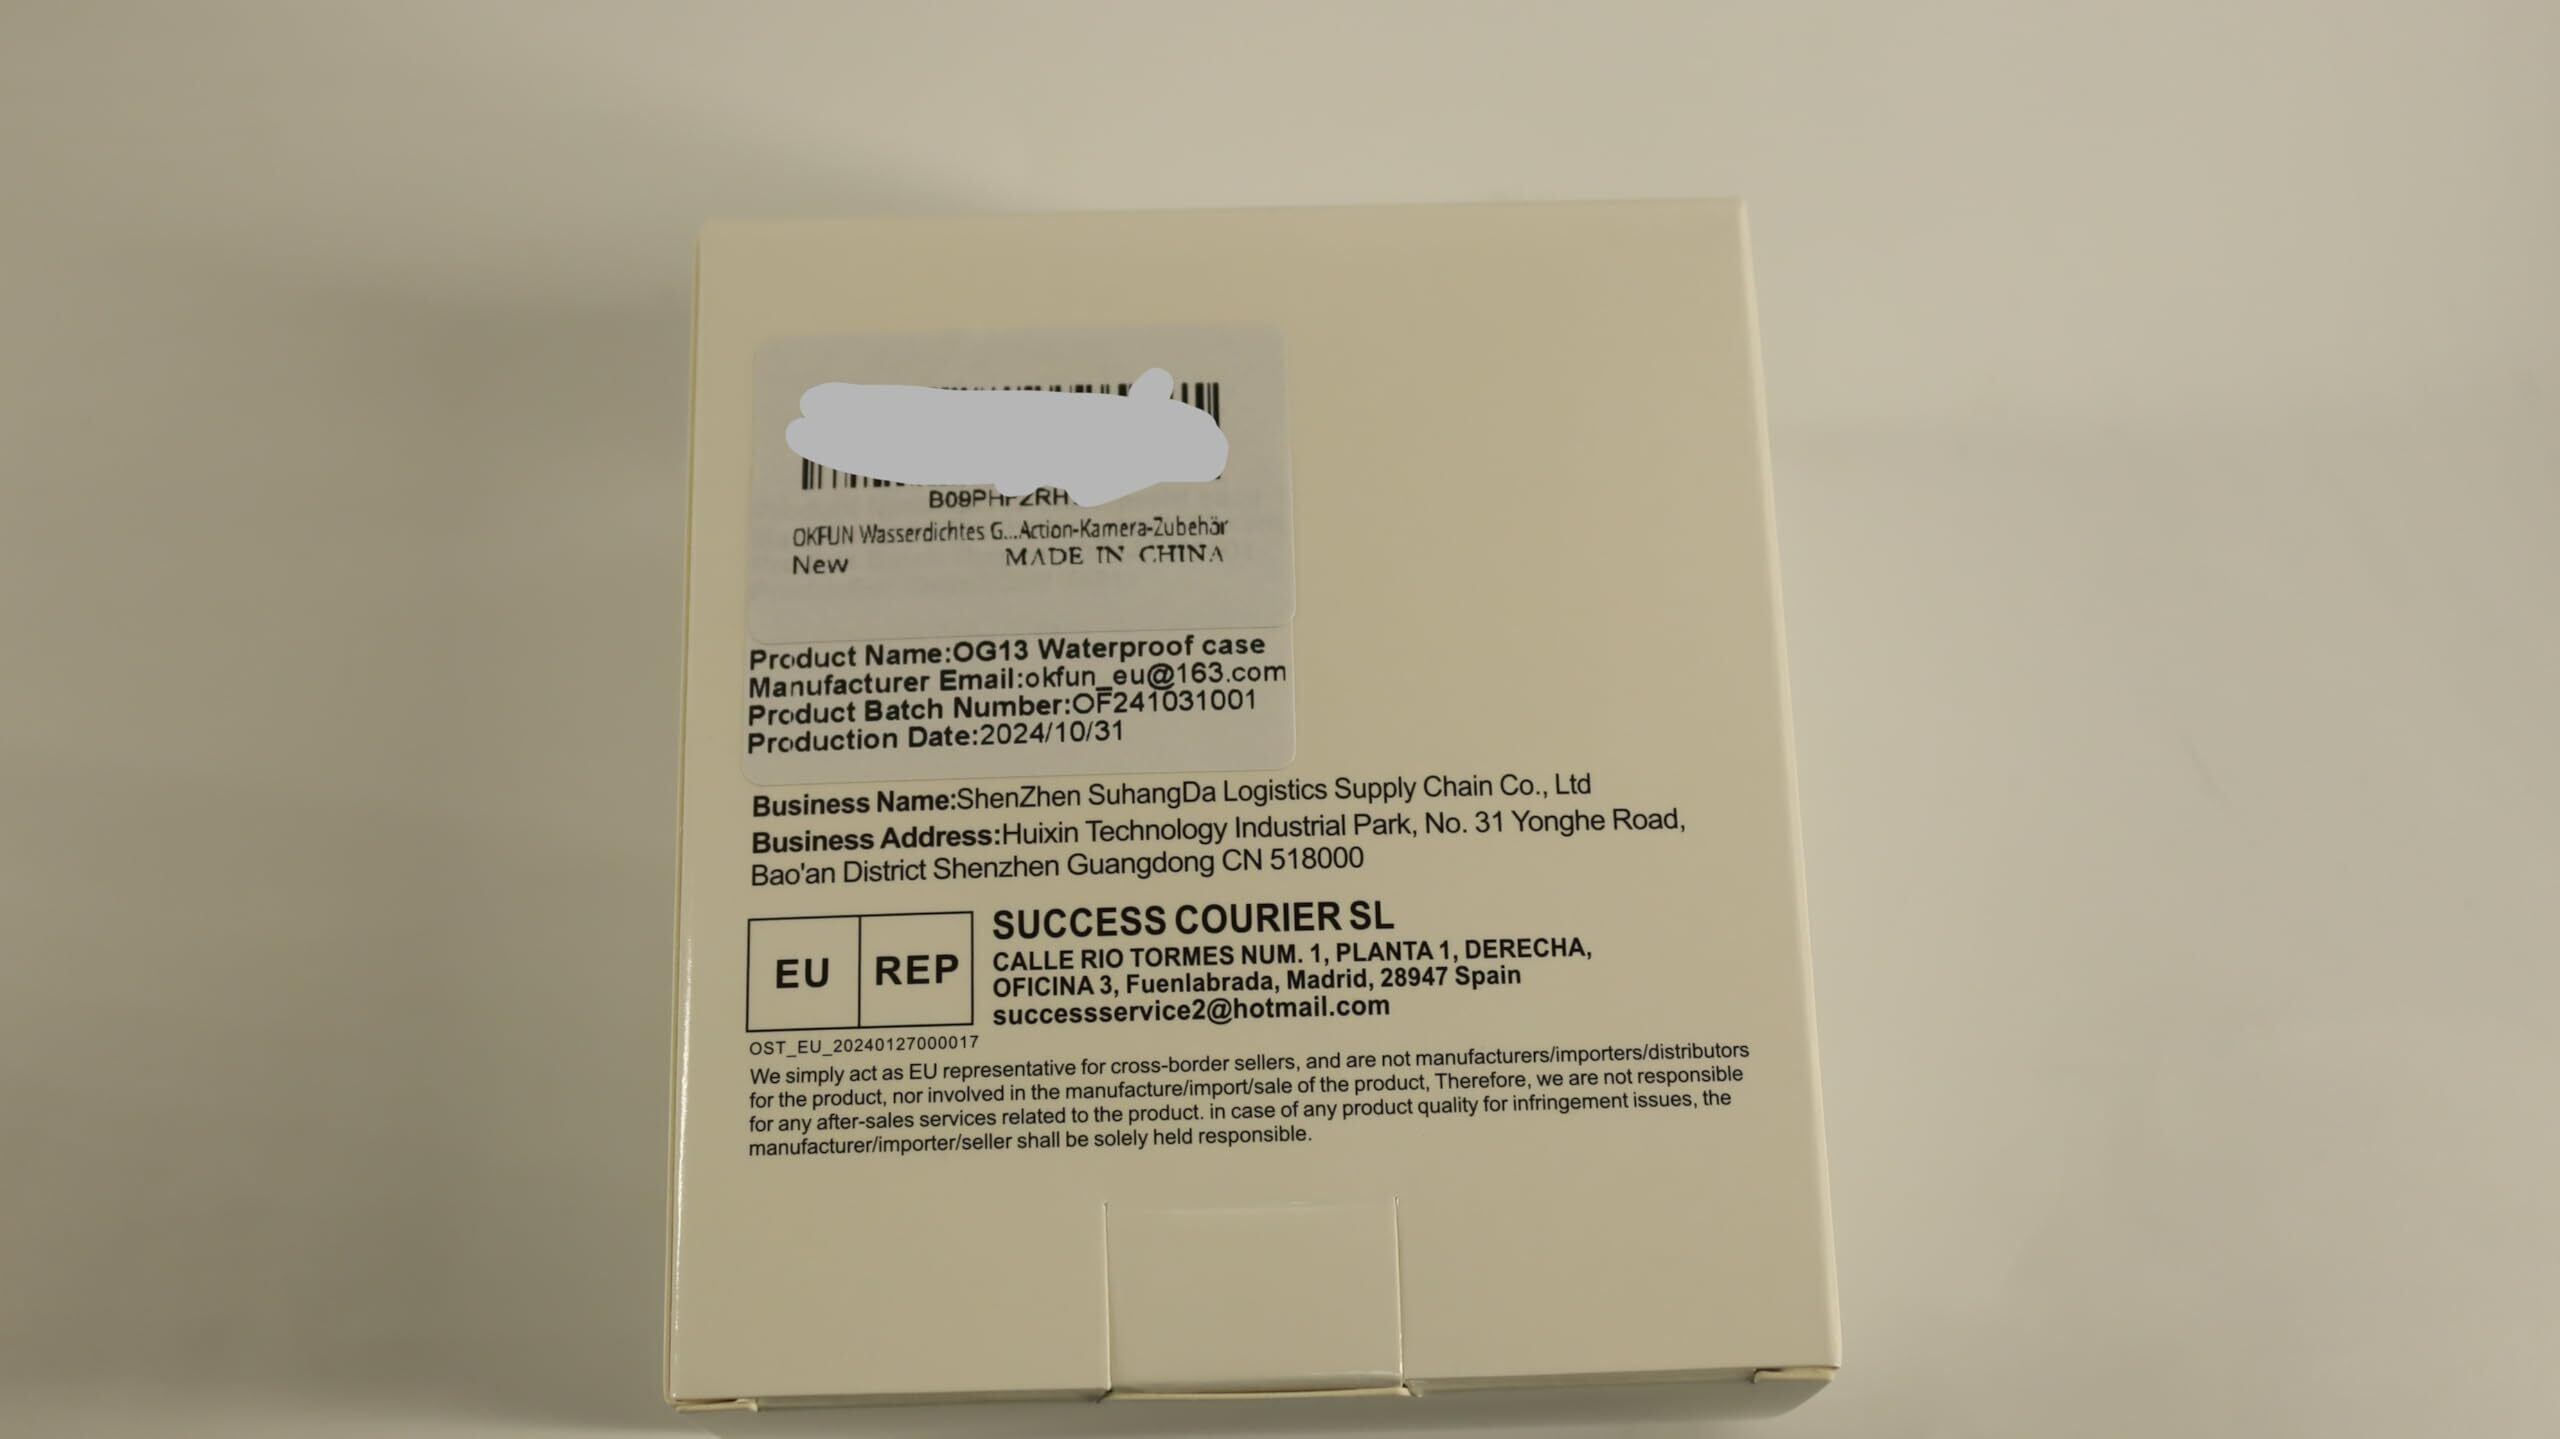 OKFUN Wasserdichtes G...Action-Kamera-Zubehör
New MADE IN CHINA
Product Name:OG13 Waterproof case
Manufacturer Email:okfun_eu@163.com
Product Batch Number:OF241031001
Production Date:2024/10/31
Business Name:ShenZhen SuhangDa Logistics Supply Chain Co., Ltd
Business Address:Huixin Technology Industrial Park, No. 31 Yonghe Road,
Bao'an District Shenzhen Guangdong CN 518000
EU REP
SUCCESS COURIER SL
CALLE RIO TORMES NUM. 1, PLANTA 1, DERECHA,
OFICINA 3, Fuenlabrada, Madrid, 28947 Spain
successservice2@hotmail.com
OST_EU_20240127000017
We simply act as EU representative for cross-border sellers, and are not manufacturers/importers/distributors
for the product, nor involved in the manufacture/import/sale of the product, Therefore, we are not responsible
for any after-sales services related to the product. in case of any product quality for infringement issues, the
manufacturer/importer/seller shall be solely held responsible.